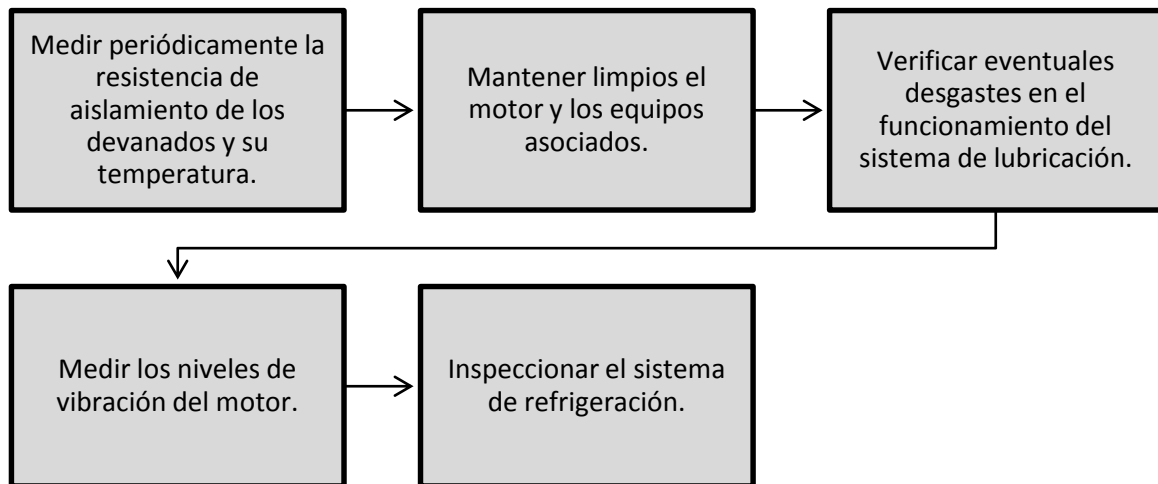 Medir periódicamente la
resistencia de
aislamiento de los
devanados y su
temperatura.
Mantener limpios el
motor y los equipos
asociados.
Verificar eventuales
desgastes en el
funcionamiento del
sistema de lubricación.
Medir los niveles de
vibración del motor.
Inspeccionar el sistema
de refrigeración.